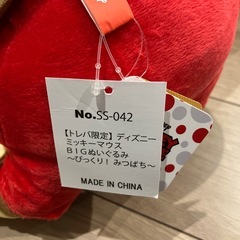 No.SS-042
【トレバ限定】ディズニー
ミッキーマウス
BIGぬいぐるみ
~びっくり! みつばち~
MADE IN CHINA